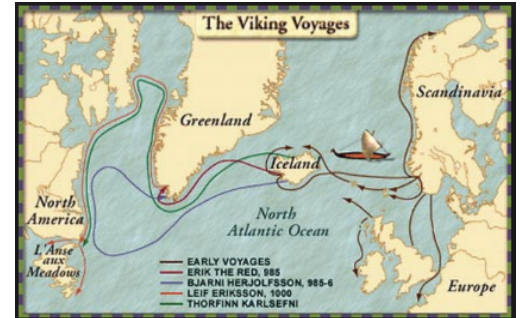 The Viking Voyages
Scandinavia
Greenland
Iceland
North
America
North
Atlantic Ocean
L'Anse
aux
Meadows
Europe
EARLY VOYAGES
ERIK THE RED, 985
BJARNI HERJOLFSSON, 985-6
LEIF ERIKSSON, 1000
THORFINN KARLSEFNI